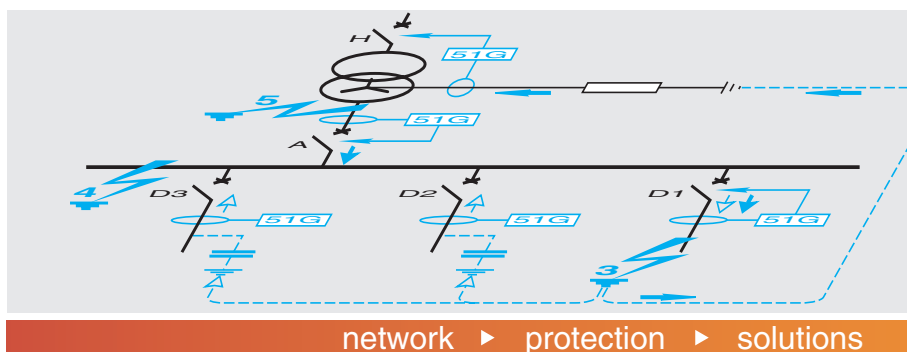 H
51G
5
51G
A
4
D3
D2
D1
51G
51G
51G
3
network ▸ protection ▸ solutions